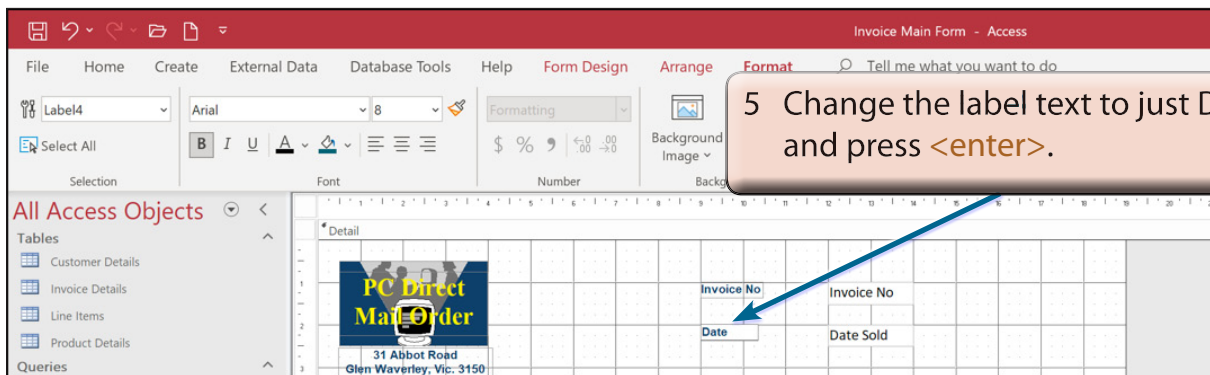 Invoice Main Form - Access
File Home Create External Data Database Tools Help Form Design Arrange Format Tell me what you want to do
Label4 Arial 8 Formatting
Select All B I U A $ % Background Image
Selection Font Number Backg
5 Change the label text to just D
and press <enter>.
All Access Objects
Tables
Customer Details
Invoice Details
Line Items
Product Details
Queries
Detail
PC Direct
Mail Order
31 Abbot Road
Glen Waverley, Vic. 3150
Invoice No Invoice No
Date Date Sold